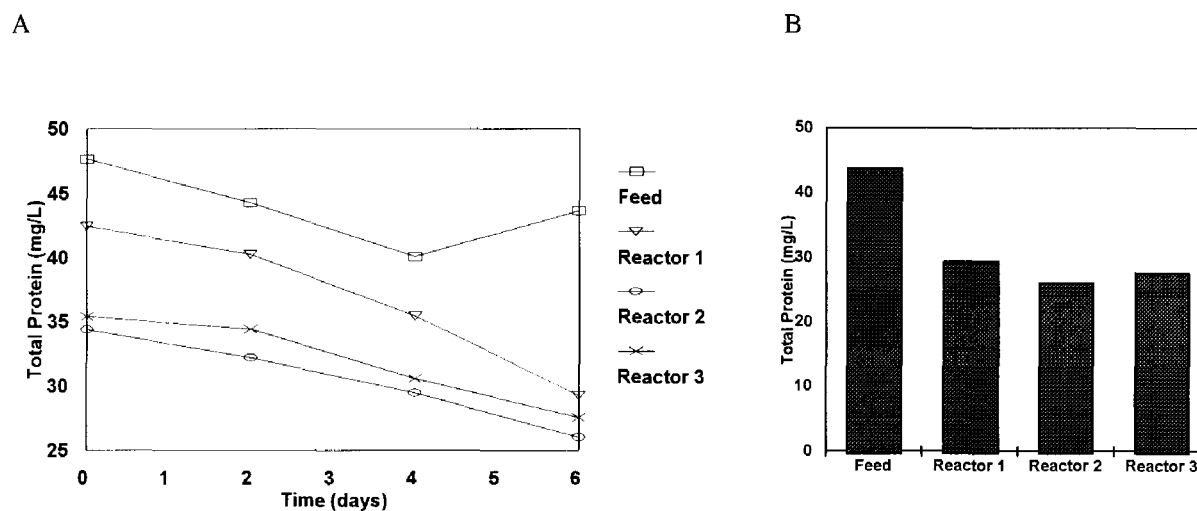 A
B
Total Protein (mg/L)
50
45
40
35
30
25
0
1
2
3
4
5
6
Time (days)
Feed
Reactor 1
Reactor 2
Reactor 3
Total Protein (mg/L)
50
40
30
20
10
0
Feed
Reactor 1
Reactor 2
Reactor 3